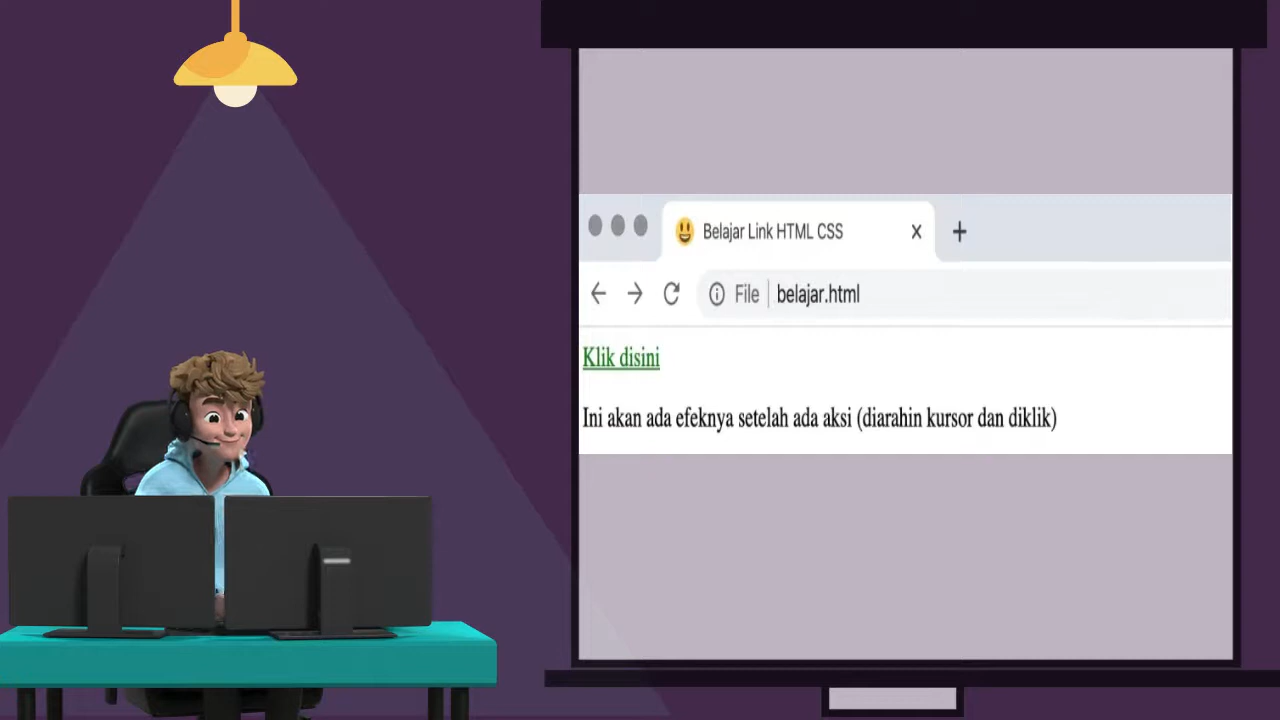 Belajar Link HTML CSS
File belajar.html
Klik disini
Ini akan ada efeknya setelah ada aksi (diarahin kursor dan diklik)